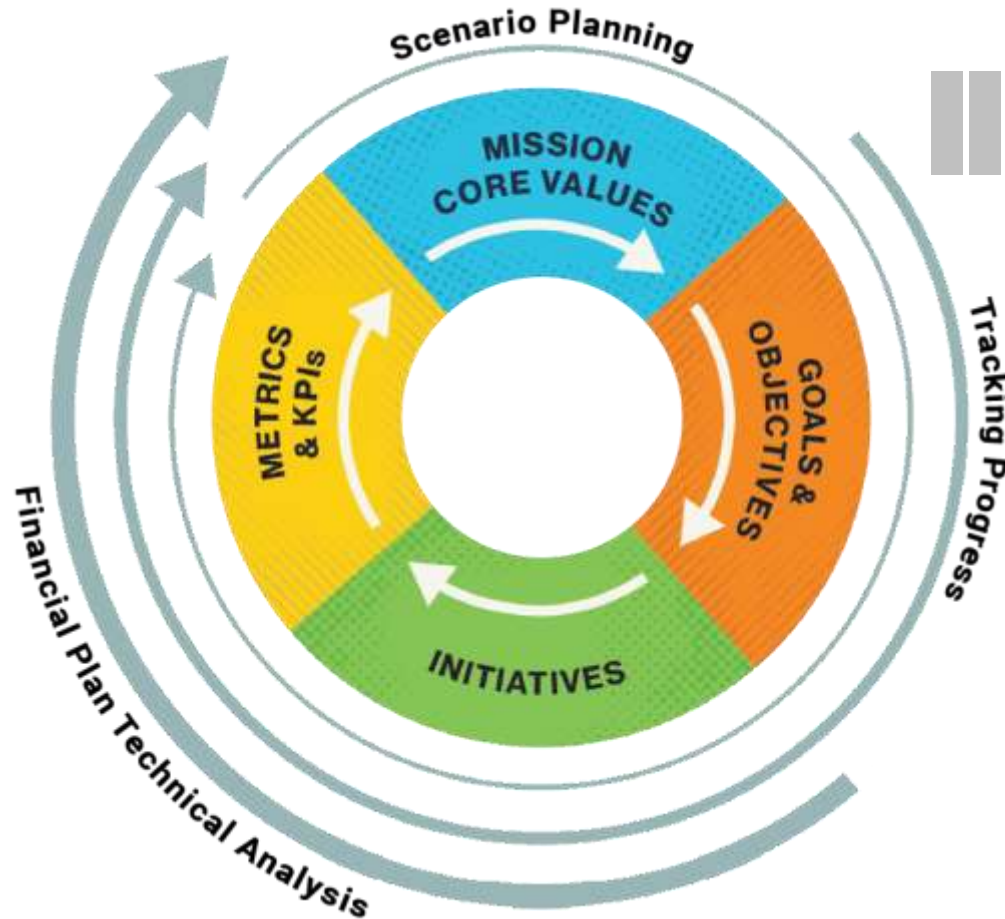 Scenario Planning
MISSION
CORE VALUES
GOALS &
OBJECTIVES
Tracking Progress
INITIATIVES
METRICS
& KPIs
Financial Plan Technical Analysis